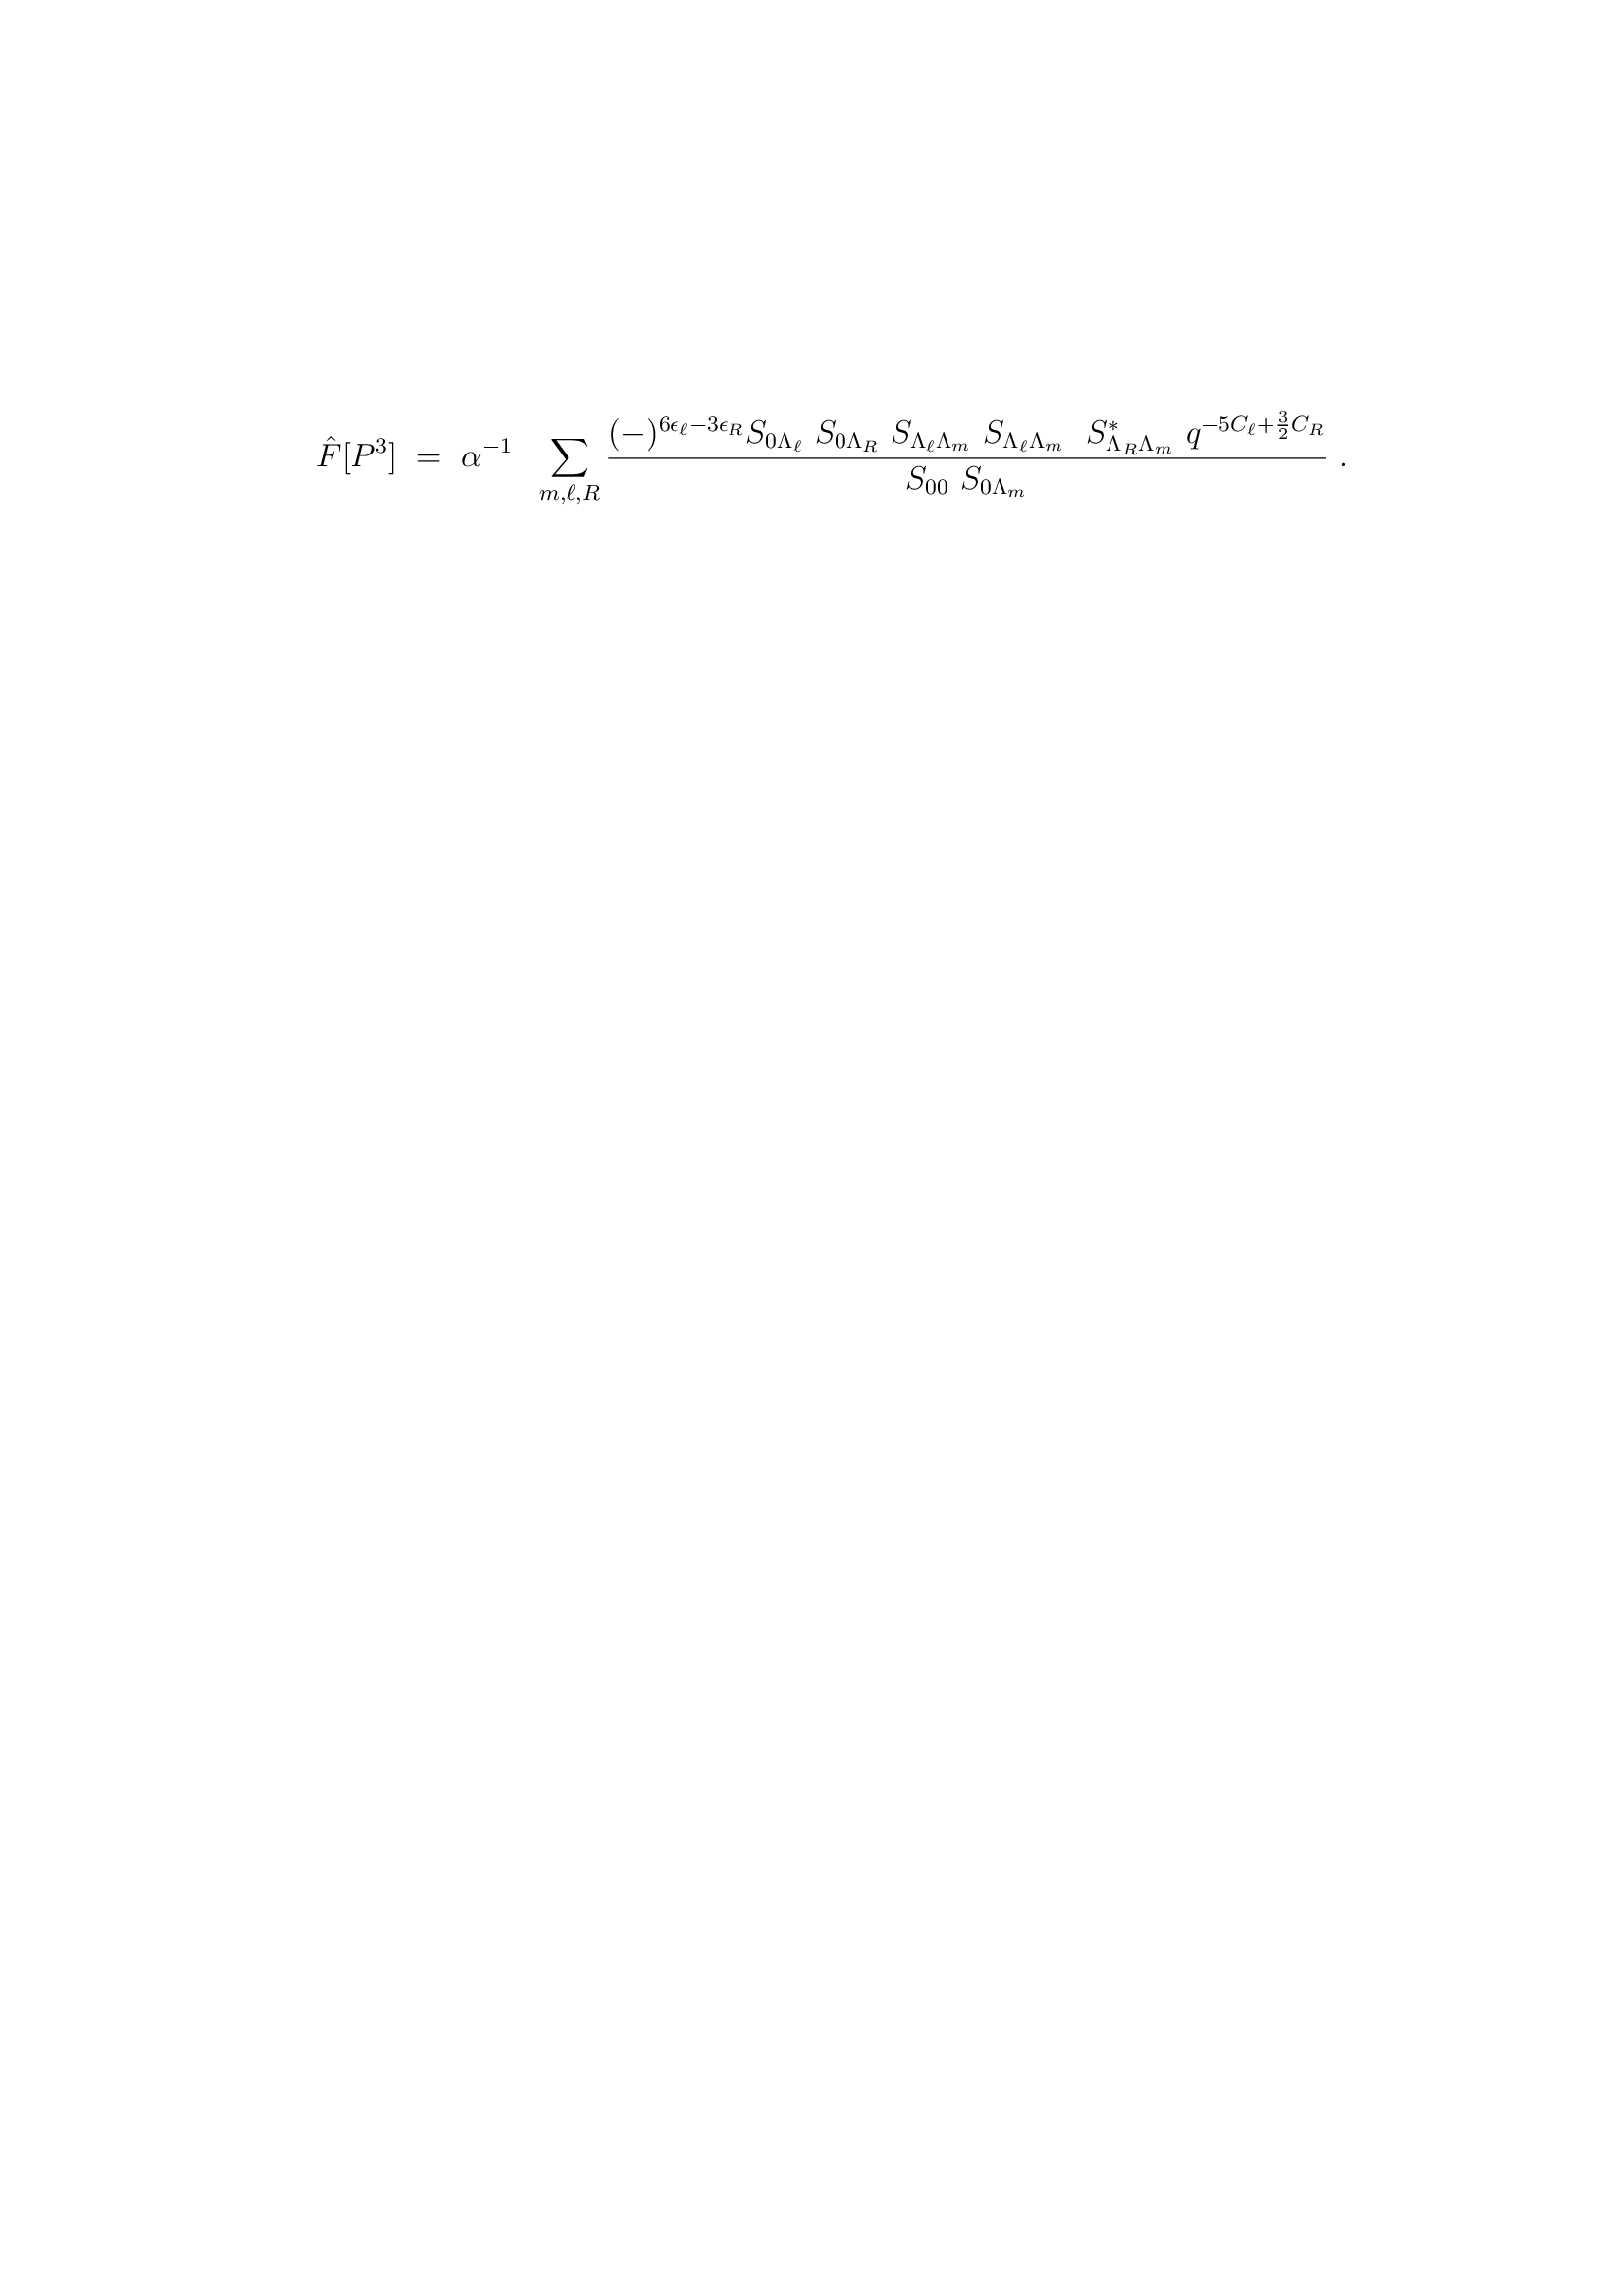 $\hat{F}[P^3] \ = \ \alpha^{-1} \ \sum_{m,\ell,R} \frac{(-)^{6\epsilon_\ell - 3\epsilon_R} S_{0\Lambda_\ell} \ S_{0\Lambda_R} \ S_{\Lambda_\ell \Lambda_m} \ S_{\Lambda_\ell \Lambda_m} \ S^*_{\Lambda_R \Lambda_m} \ q^{-5C_\ell + \frac{3}{2} C_R}}{S_{00} \ S_{0\Lambda_m}} \ .$